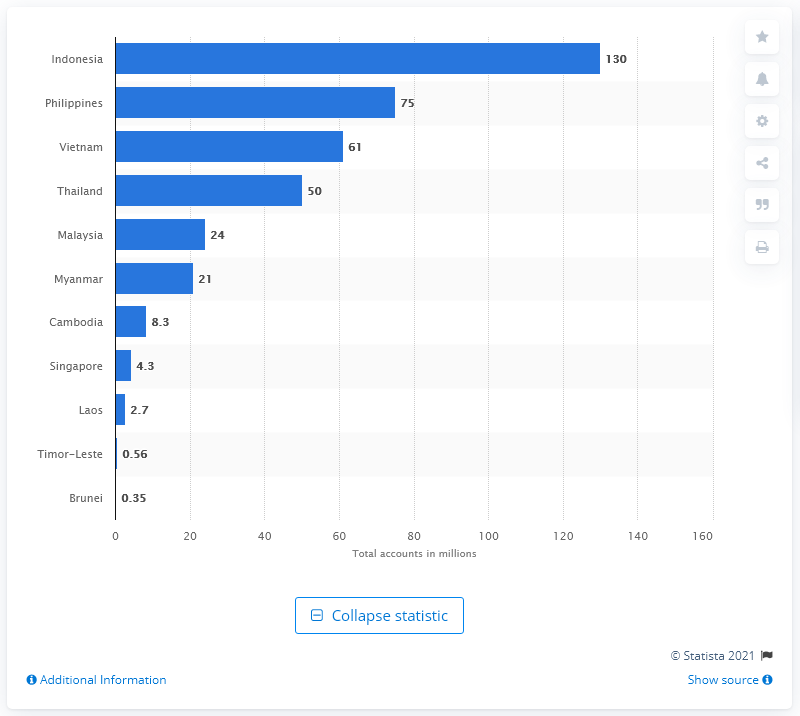 Indonesia 130
Philippines 75
Vietnam 61
Thailand 50
Malaysia 24
Myanmar 21
Cambodia 8.3
Singapore 4.3
Laos 2.7
Timor-Leste 0.56
Brunei 0.35
0 20 40 60 80 100 120 140 160
Total accounts in millions
Collapse statistic
© Statista 2021
Additional Information Show source